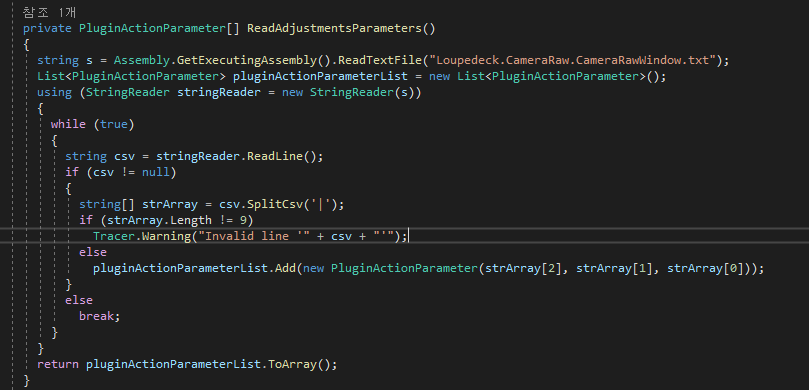 참조 1개
private PluginActionParameter[] ReadAdjustmentsParameters()
{
  string s = Assembly.GetExecutingAssembly().ReadTextFile("Loupedeck.CameraRaw.CameraRawWindow.txt");
  List<PluginActionParameter> pluginActionParameterList = new List<PluginActionParameter>();
  using (StringReader stringReader = new StringReader(s))
  {
    while (true)
    {
      string csv = stringReader.ReadLine();
      if (csv != null)
      {
        string[] strArray = csv.SplitCsv('|');
        if (strArray.Length != 9)
          Tracer.Warning("Invalid line '" + csv + "'");
        else
          pluginActionParameterList.Add(new PluginActionParameter(strArray[2], strArray[1], strArray[0]));
      }
      else
        break;
    }
  }
  return pluginActionParameterList.ToArray();
}